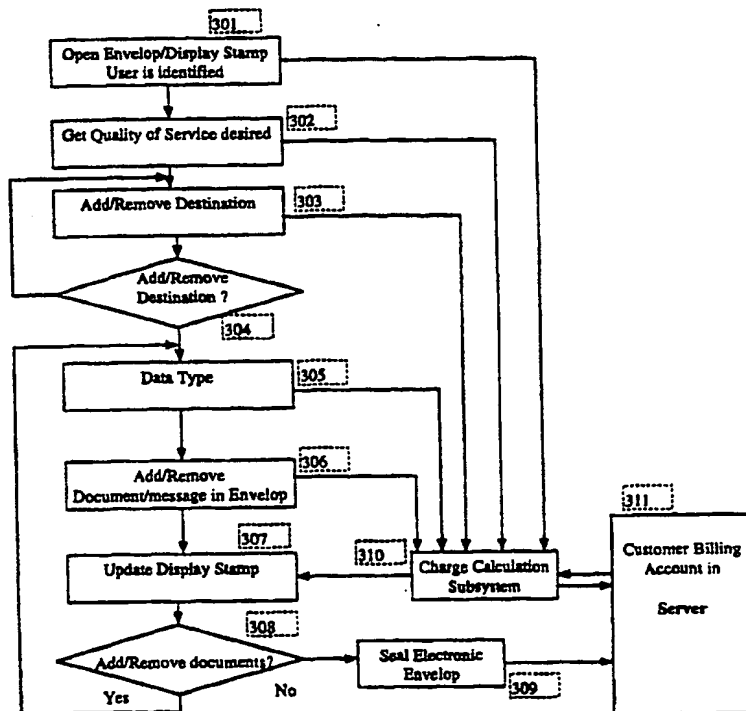 301
Open Envelop/Display Stamp
User is identified
302
Get Quality of Service desired
303
Add/Remove Destination
Add/Remove
Destination ?
304
305
Data Type
306
Add/Remove
Document/message in Envelop
307
Update Display Stamp
310
Charge Calculation
Subsystem
311
Customer Billing
Account in
Server
308
Add/Remove documents?
Yes
No
Seal Electronic
Envelop
309